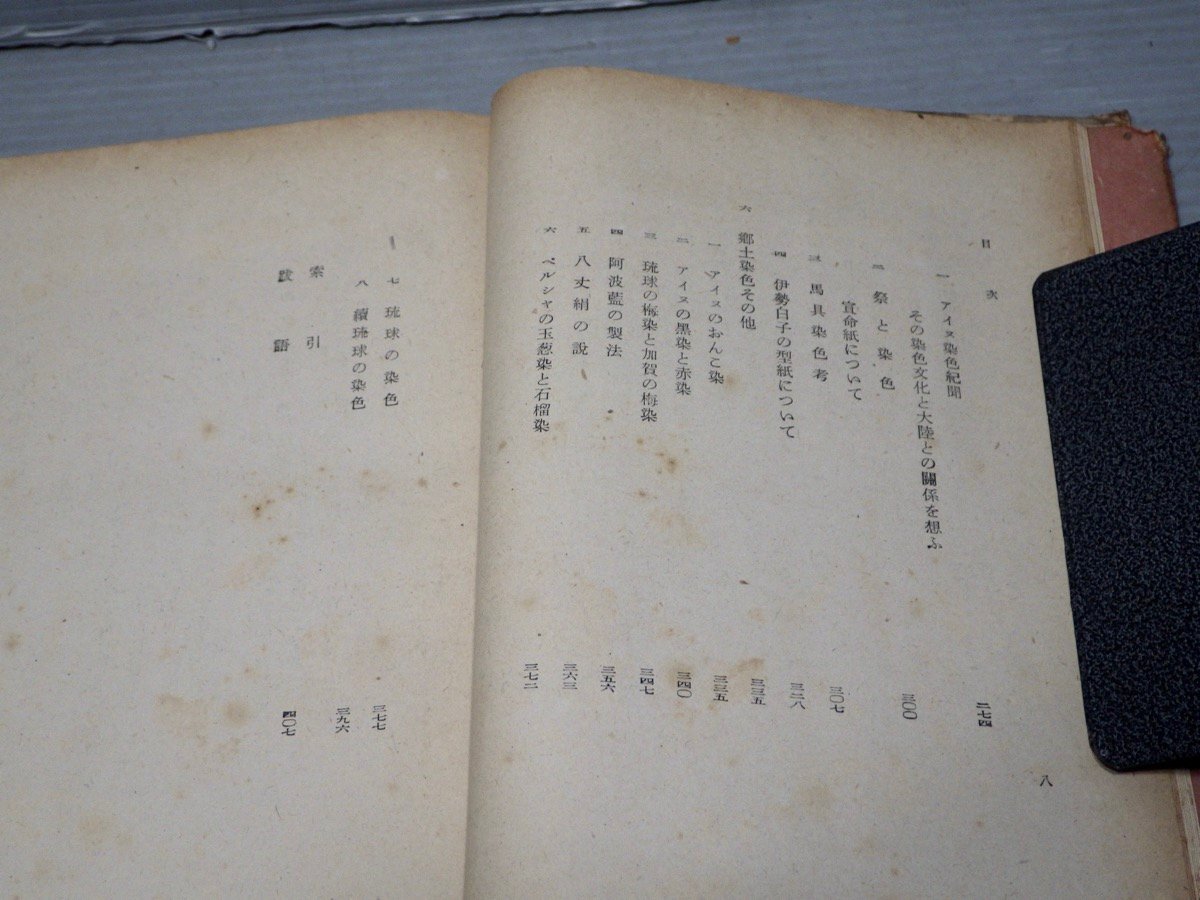 目次
八
一 アイヌ染色紀聞 二七四
その染色文化と大陸との關係を想ふ
二 祭と染色 三〇〇
宣命紙について
三 馬具染色考 三〇七
四 伊勢白子の型紙について 三二八
六 鄕土染色その他 三三五
一 アイヌのおんこ染 三三五
二 アイヌの黒染と赤染 三四〇
三 琉球の梅染と加賀の梅染 三四七
四 阿波藍の製法 三五六
五 八丈絹の說 三六三
六 ペルシャの玉葱染と石榴染 三七二
七 琉球の染色 三七七
八 續琉球の染色 三九六
索引
跋語 四〇七